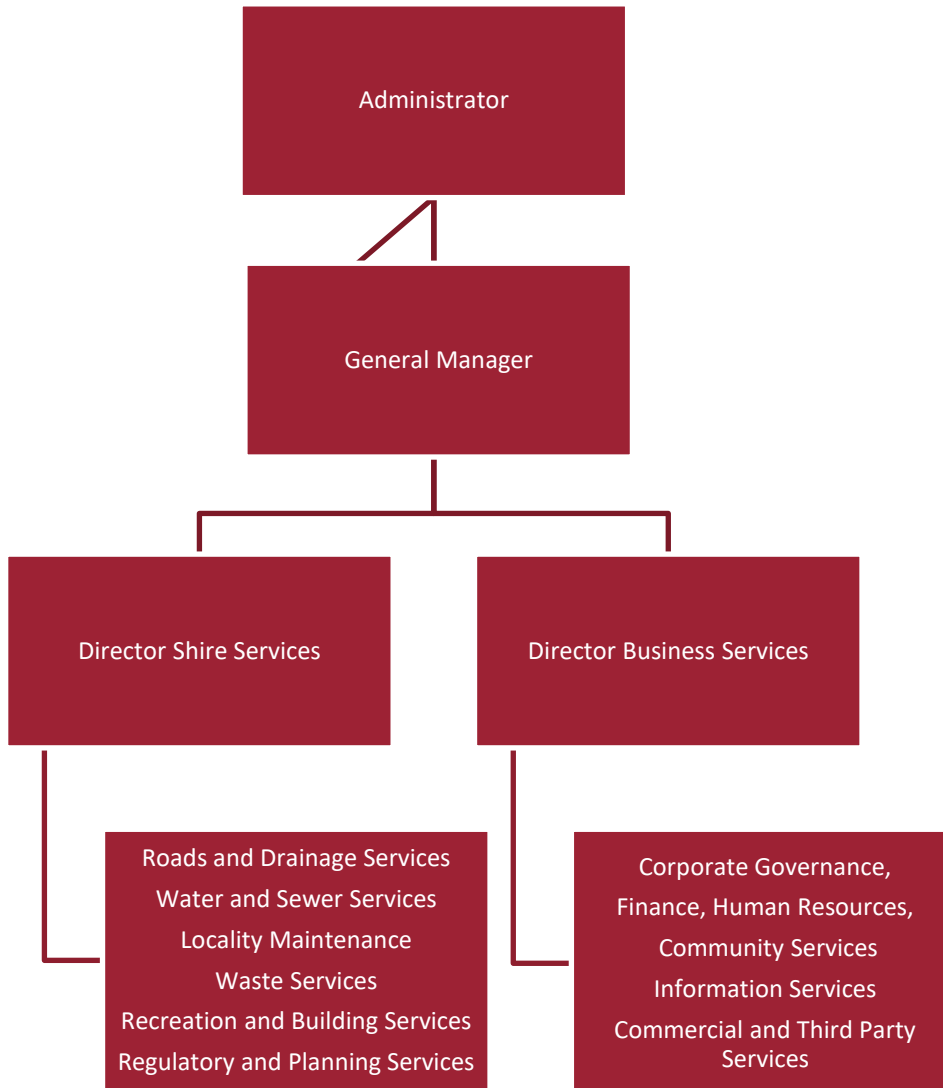 Administrator
General Manager
Director Shire Services
Director Business Services
Roads and Drainage Services
Water and Sewer Services
Locality Maintenance
Waste Services
Recreation and Building Services
Regulatory and Planning Services
Corporate Governance,
Finance, Human Resources,
Community Services
Information Services
Commercial and Third Party
Services